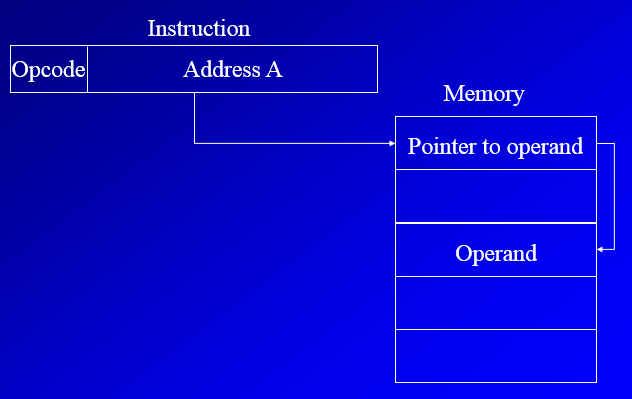 Instruction
Opcode
Address A
Memory
Pointer to operand
Operand